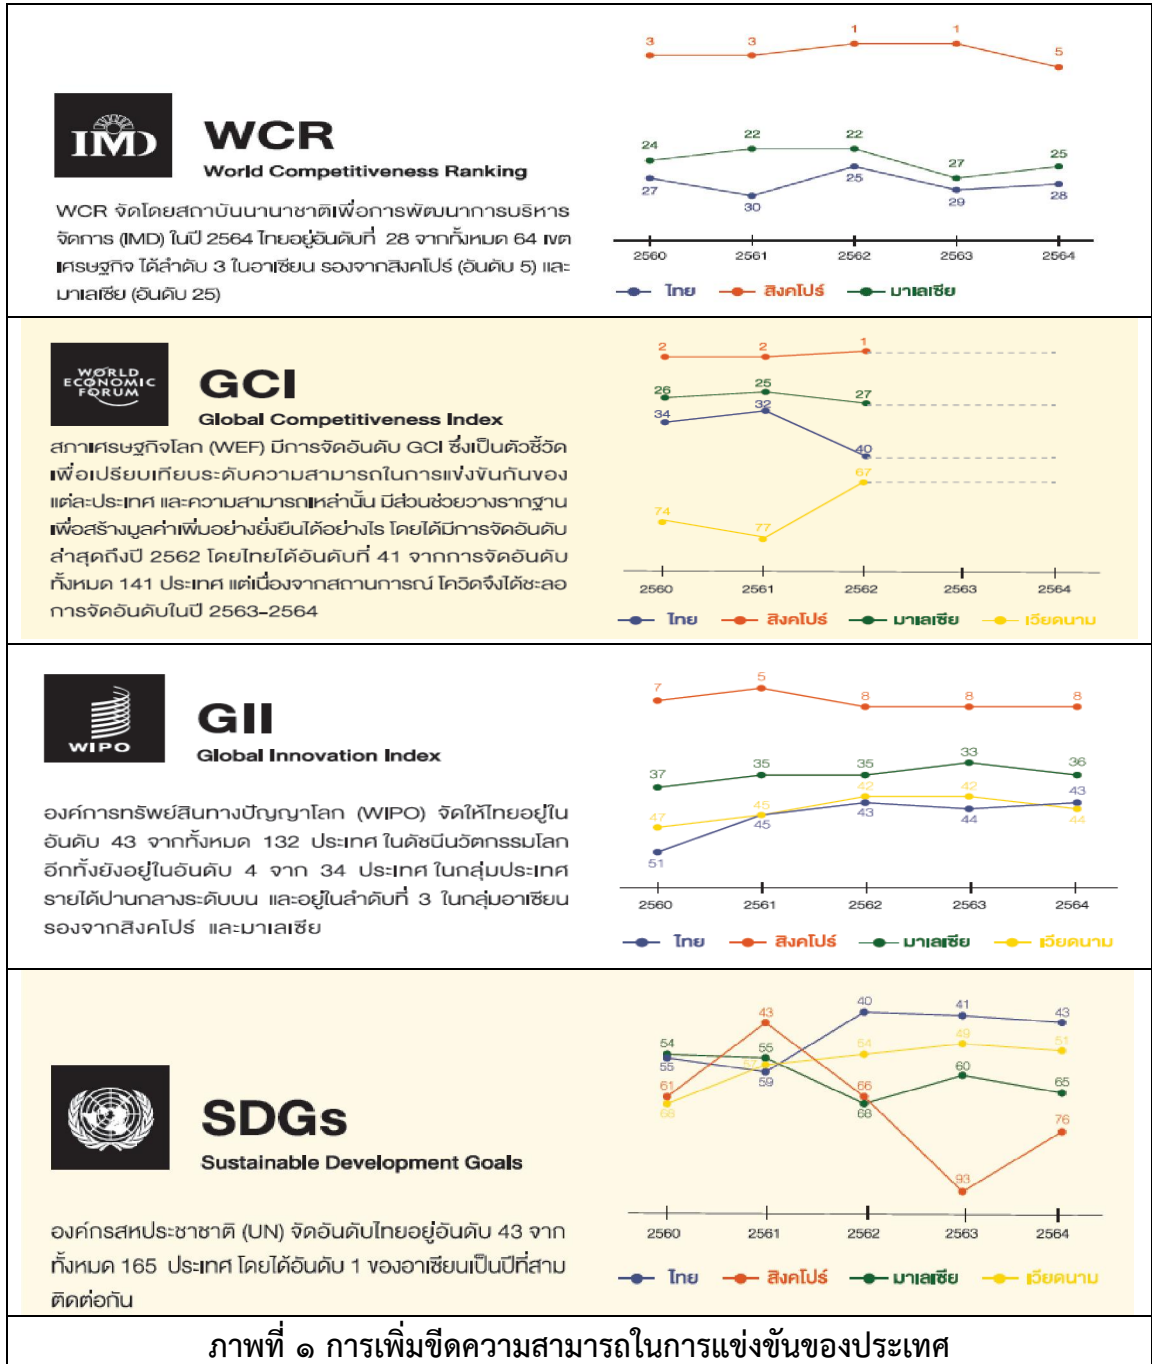 IMD
WCR
World Competitiveness Ranking
WCR จัดโดยสถาบันนานาชาติเพื่อการพัฒนาการบริหาร
จัดการ (IMD) ในปี 2564 ไทยอยู่อันดับที่ 28 จากทั้งหมด 64 เขต
เศรษฐกิจ ได้ลำดับ 3 ในอาเซียน รองจากสิงคโปร์ (อันดับ 5) และ
มาเลเซีย (อันดับ 25)
3 3 1 1 5
24 22 22 27 25
27 30 25 29 28
2560 2561 2562 2563 2564
ไทย สิงคโปร์ มาเลเซีย
WORLD
ECONOMIC
FORUM
GCI
Global Competitiveness Index
สภาเศรษฐกิจโลก (WEF) มีการจัดอันดับ GCI ซึ่งเป็นตัวชี้วัด
เพื่อเปรียบเทียบระดับความสามารถในการแข่งขันกันของ
แต่ละประเทศ และความสามารถเหล่านั้น มีส่วนช่วยวางรากฐาน
เพื่อสร้างมูลค่าเพิ่มอย่างยั่งยืนได้อย่างไร โดยได้มีการจัดอันดับ
ล่าสุดถึงปี 2562 โดยไทยได้อันดับที่ 41 จากการจัดอันดับ
ทั้งหมด 141 ประเทศ แต่เนื่องจากสถานการณ์ โควิดจึงได้ชะลอ
การจัดอันดับในปี 2563-2564
2 2 1
26 25 27
34 32 40
74 77 67
2560 2561 2562 2563 2564
ไทย สิงคโปร์ มาเลเซีย เวียดนาม
WIPO
GII
Global Innovation Index
องค์การทรัพย์สินทางปัญญาโลก (WIPO) จัดให้ไทยอยู่ใน
อันดับ 43 จากทั้งหมด 132 ประเทศ ในดัชนีนวัตกรรมโลก
อีกทั้งยังอยู่ในอันดับ 4 จาก 34 ประเทศ ในกลุ่มประเทศ
รายได้ปานกลางระดับบน และอยู่ในลำดับที่ 3 ในกลุ่มอาเซียน
รองจากสิงคโปร์ และมาเลเซีย
7 5 8 8 8
37 35 35 33 36
47 45 42 42 44
51 45 43 44 43
2560 2561 2562 2563 2564
ไทย สิงคโปร์ มาเลเซีย เวียดนาม
SDGs
Sustainable Development Goals
องค์กรสหประชาชาติ (UN) จัดอันดับไทยอยู่อันดับ 43 จาก
ทั้งหมด 165 ประเทศ โดยได้อันดับ 1 ของอาเซียนเป็นปีที่สาม
ติดต่อกัน
55 59 40 41 43
61 43 66 93 76
54 55 68 60 65
68 57 54 49 51
2560 2561 2562 2563 2564
ไทย สิงคโปร์ มาเลเซีย เวียดนาม
ภาพที่ ๑ การเพิ่มขีดความสามารถในการแข่งขันของประเทศ